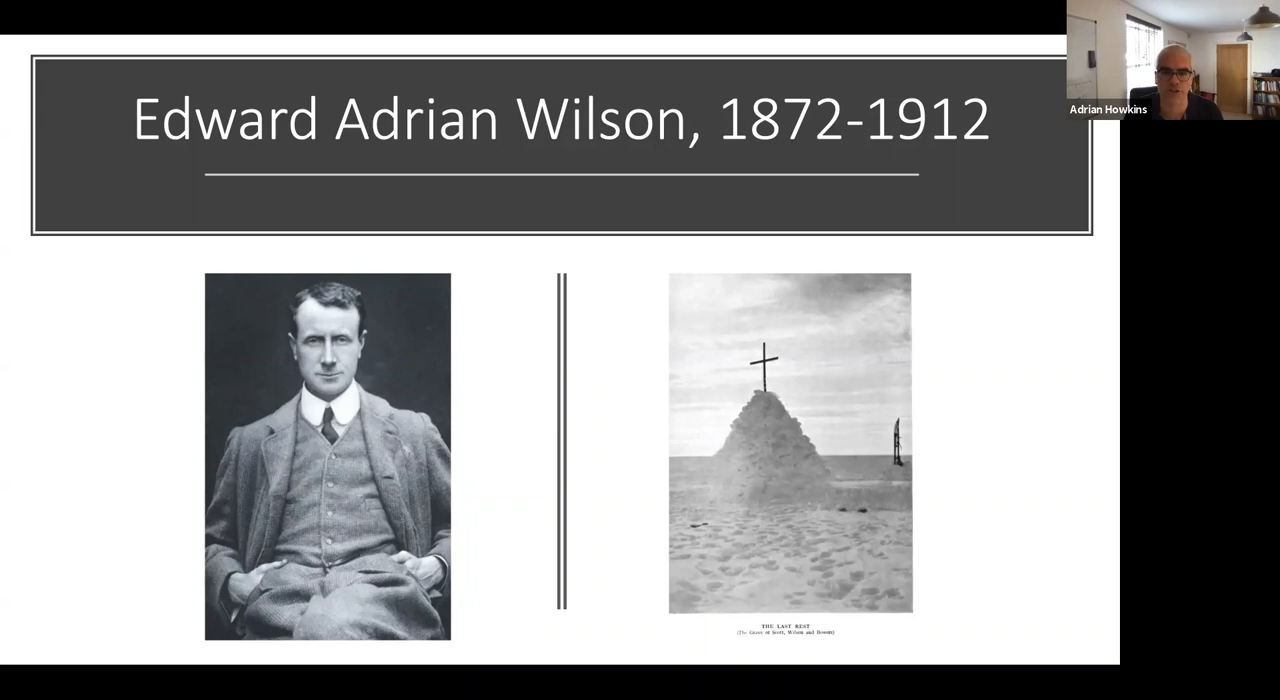 Edward Adrian Wilson, 1872-1912
Adrian Howkins
THE LAST REST
(The Grave of Scott, Wilson and Bowers)